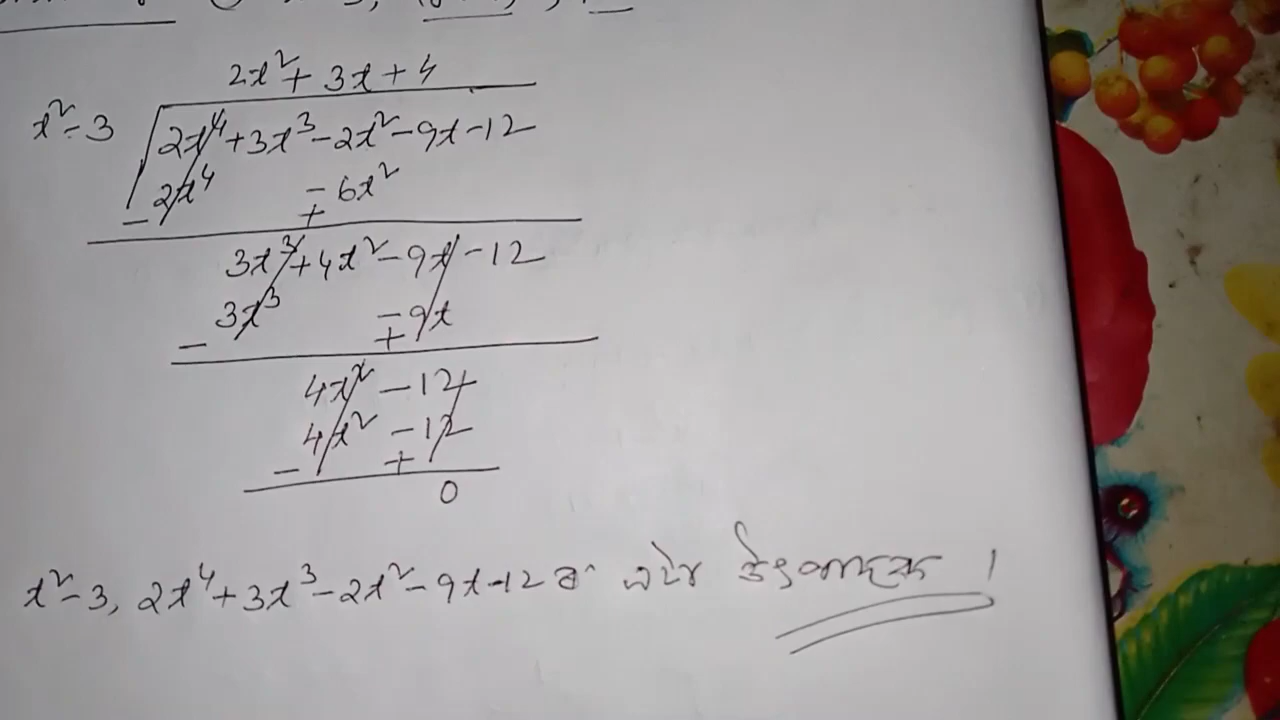 2x² + 3x + 4
x² - 3 2x⁴ + 3x³ - 2x² - 9x - 12
2x⁴ - 6x²
- +
3x³ + 4x² - 9x - 12
3x³ - 9x
- +
4x² - 12
4x² - 12
- +
0
x² - 3, 2x⁴ + 3x³ - 2x² - 9x - 12 ৰ এটা উৎপাদক ।